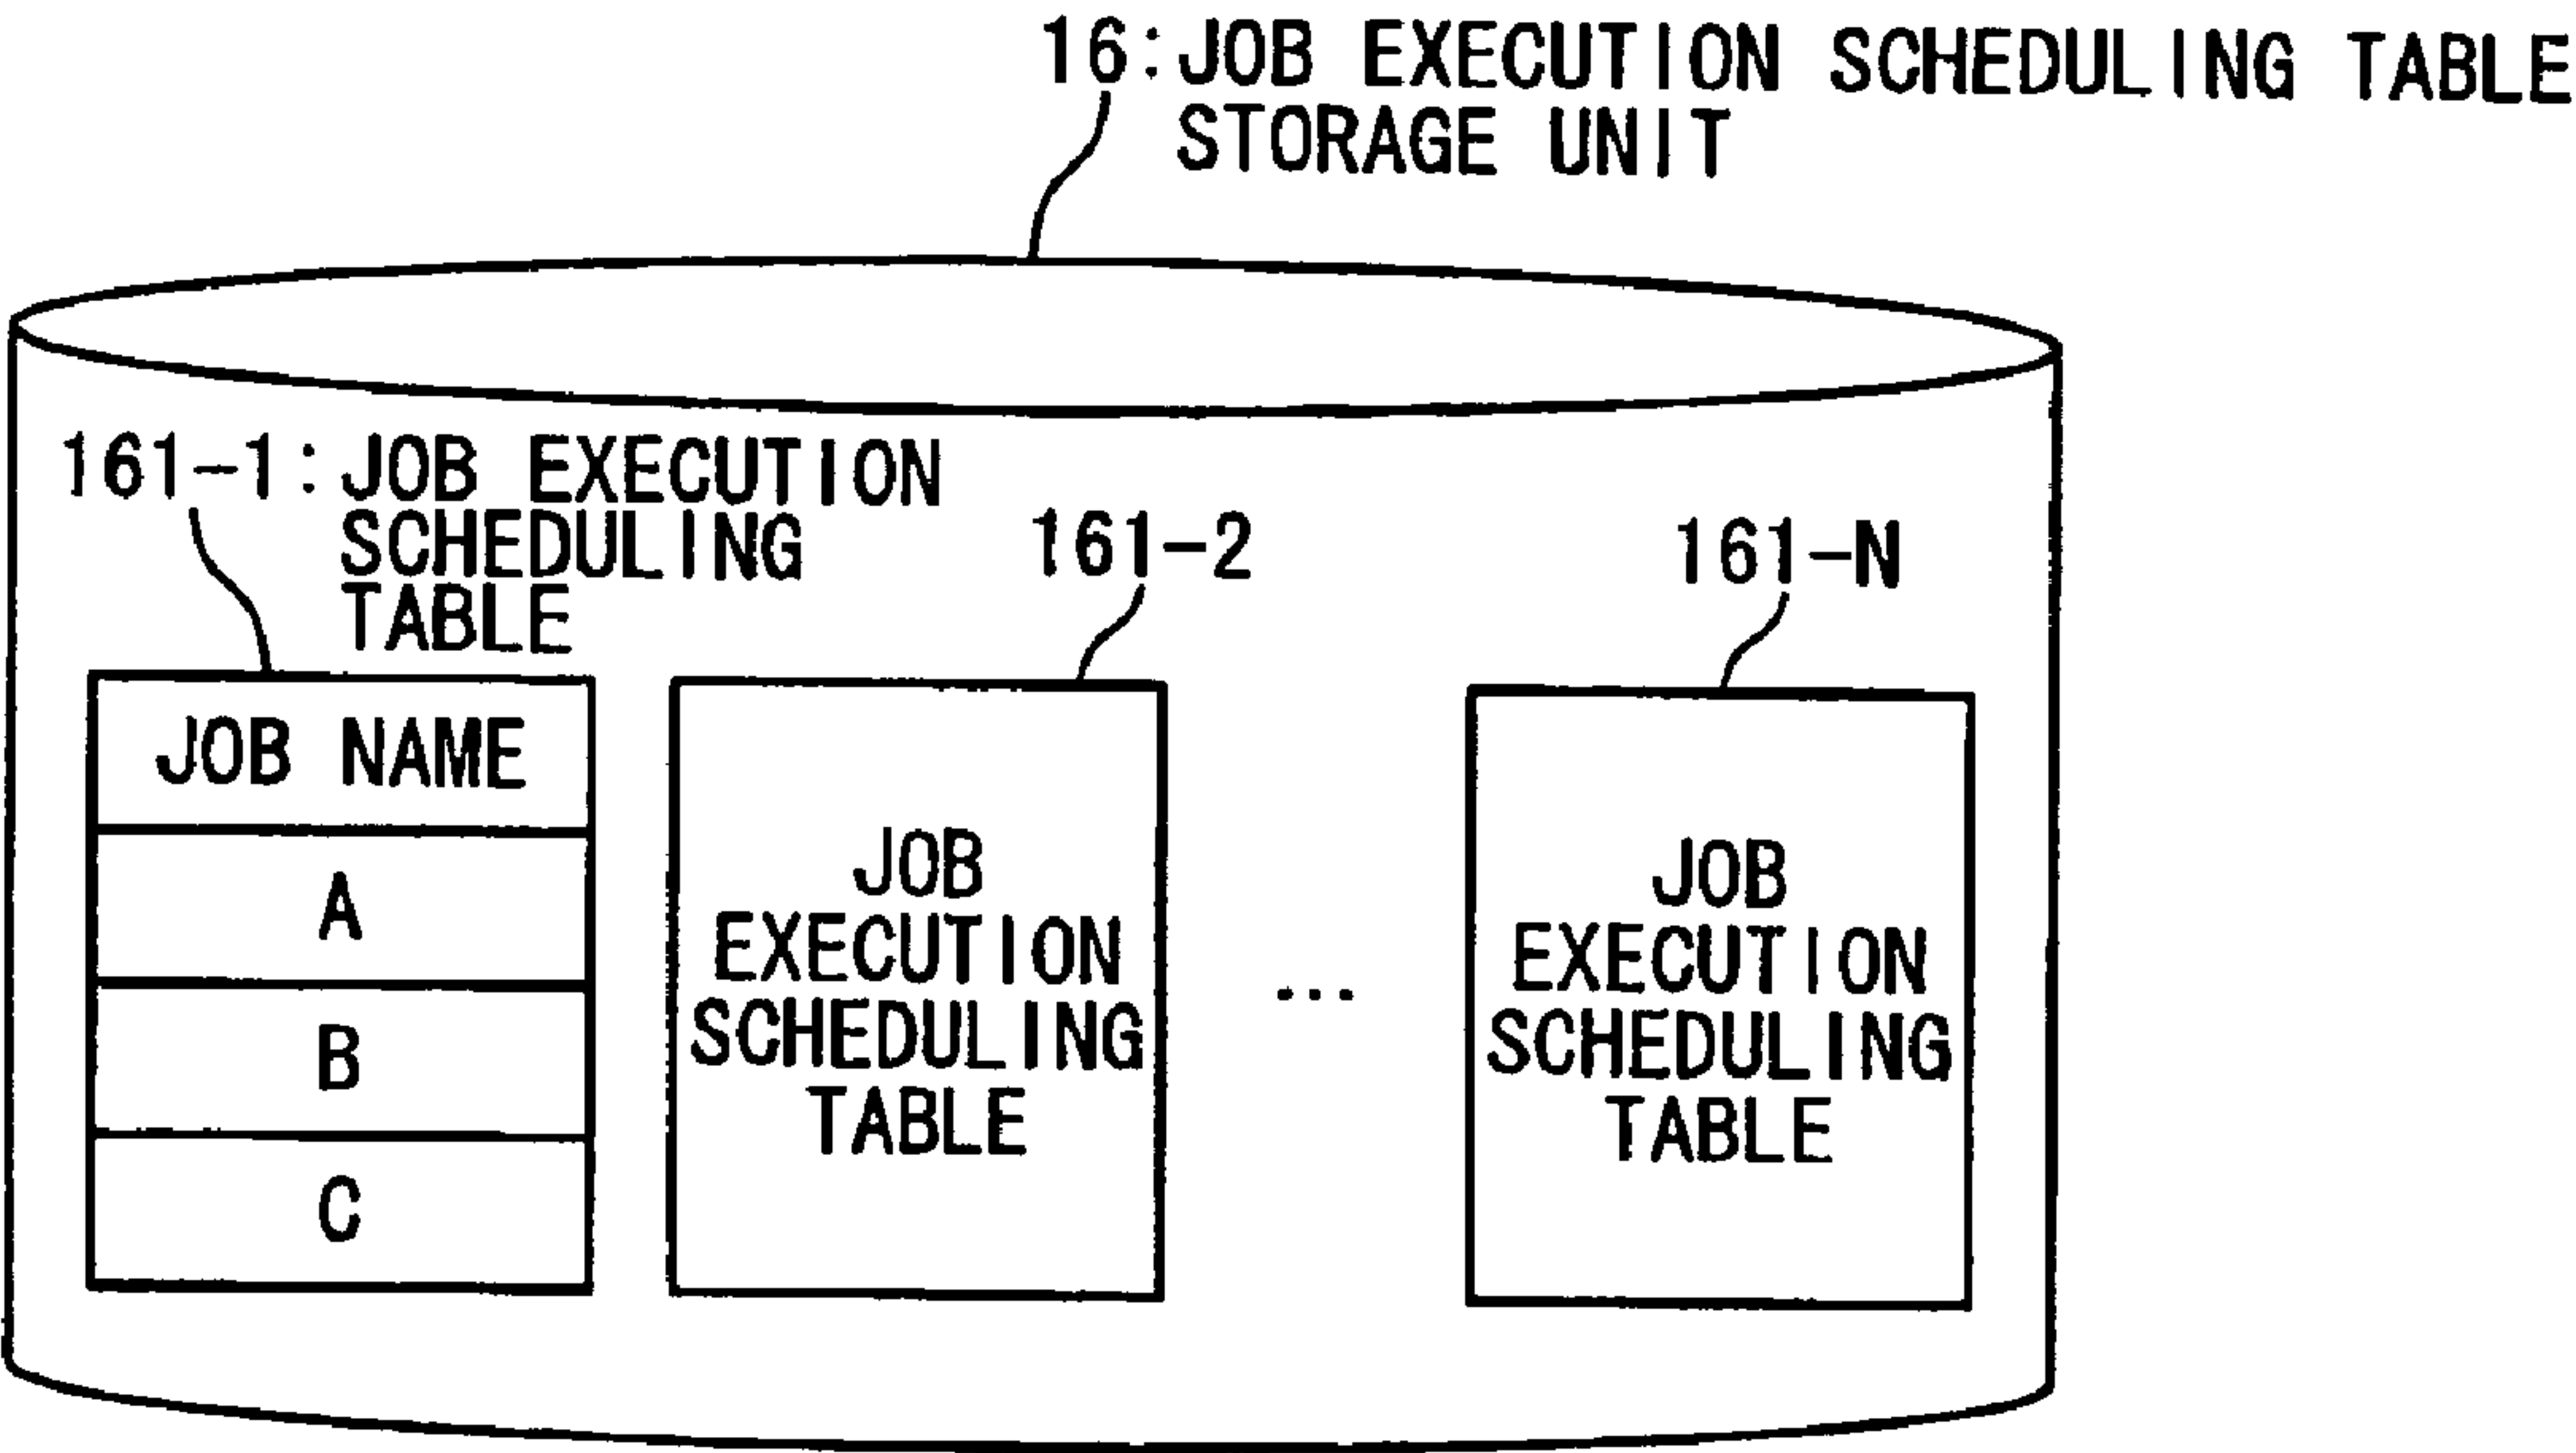 16:JOB EXECUTION SCHEDULING TABLE
STORAGE UNIT
161-1:JOB EXECUTION
SCHEDULING
TABLE
161-2
161-N
JOB NAME
A
B
C
JOB
EXECUTION
SCHEDULING
TABLE
...
JOB
EXECUTION
SCHEDULING
TABLE